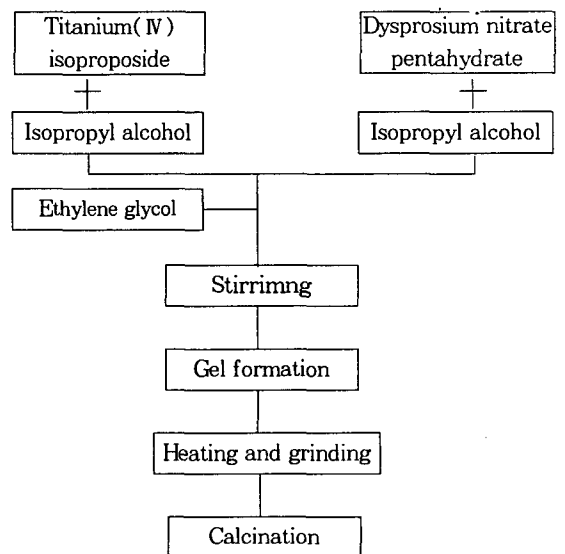 Titanium(Ⅳ)
isoproposide
Dysprosium nitrate
pentahydrate
Isopropyl alcohol
Isopropyl alcohol
Ethylene glycol
Stirrimng
Gel formation
Heating and grinding
Calcination